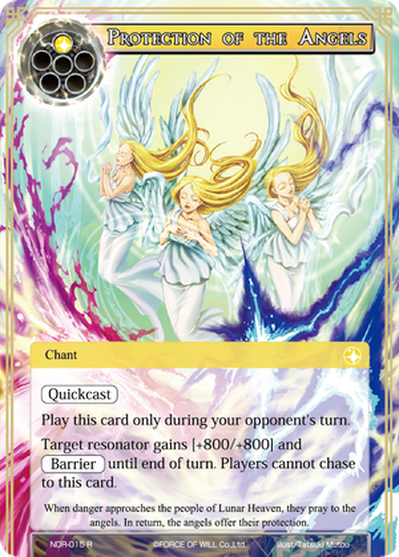 Protection of the Angels
Chant
Quickcast
Play this card only during your opponent's turn.
Target resonator gains [+800/+800] and
Barrier until end of turn. Players cannot chase
to this card.
When danger approaches the people of Lunar Heaven, they pray to the
angels. In return, the angels offer their protection.
NDR-015 R ©FORCE OF WILL Co.,Ltd. Illust/Tatsuki Mutou